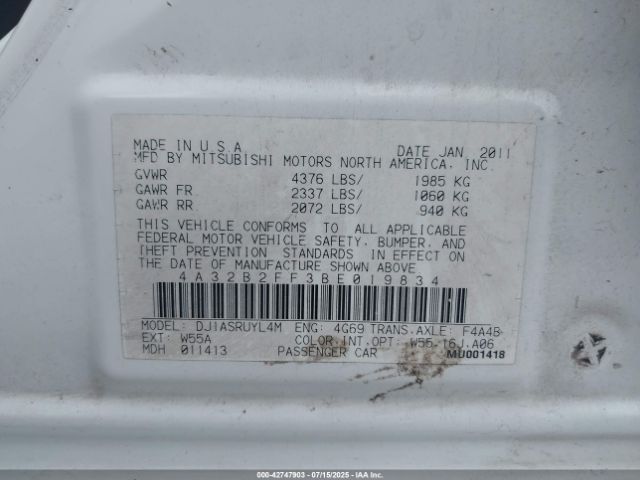 MADE IN U.S.A. DATE JAN 2011
MFD BY MITSUBISHI MOTORS NORTH AMERICA, INC.
GVWR 4376 LBS/ 1985 KG
GAWR FR. 2337 LBS/ 1060 KG
GAWR RR. 2072 LBS/ 940 KG
THIS VEHICLE CONFORMS TO ALL APPLICABLE
FEDERAL MOTOR VEHICLE SAFETY, BUMPER, AND
THEFT PREVENTION STANDARDS IN EFFECT ON
THE DATE OF MANUFACTURE SHOWN ABOVE
4A32B2FF3BE019834
MODEL: DJ1ASRUYL4M ENG: 4G69 TRANS.AXLE: F4A4B
EXT: W55A COLOR.INT.OPT: W55.16J.A06
MDH 011413 PASSENGER CAR MU001418
000-42747903 - 07/15/2025 - IAAI.CA